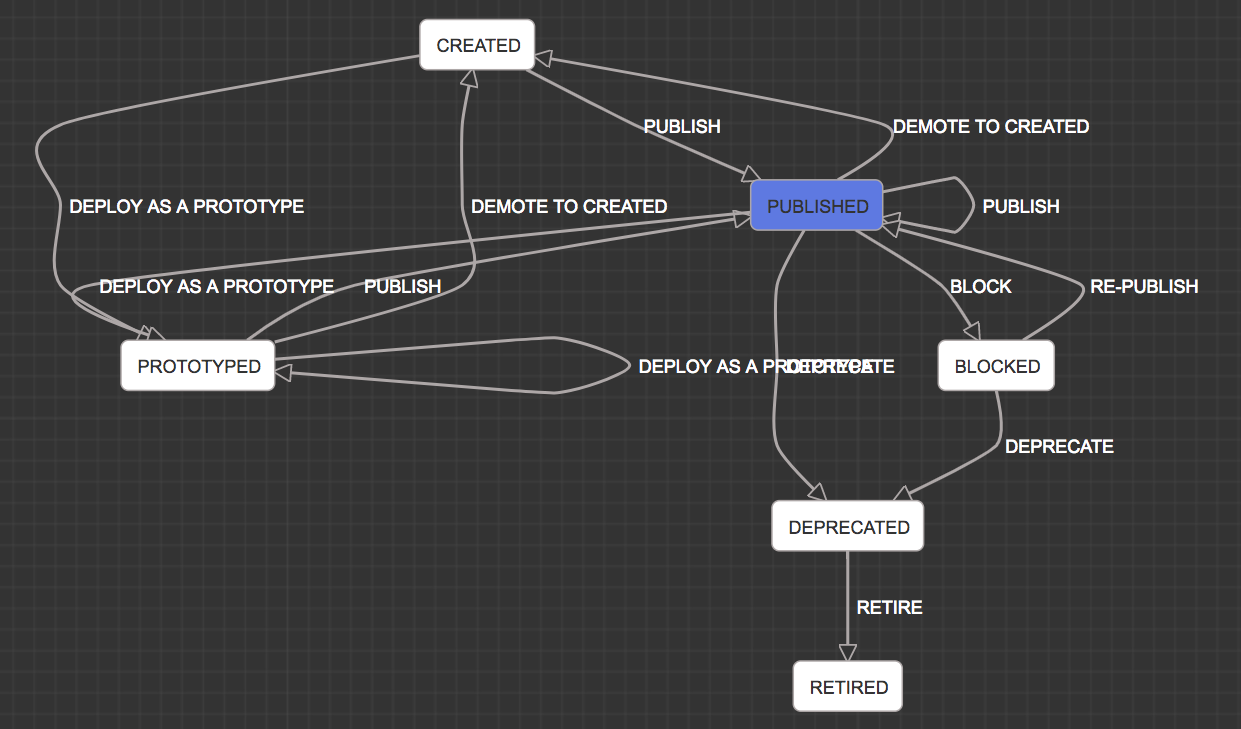 CREATED
PUBLISH
DEMOTE TO CREATED
DEPLOY AS A PROTOTYPE
DEMOTE TO CREATED
PUBLISHED
PUBLISH
DEPLOY AS A PROTOTYPE
PUBLISH
BLOCK
RE-PUBLISH
PROTOTYPED
DEPLOY AS A PROTOTYPE
DEPRECATE
BLOCKED
DEPRECATE
DEPRECATED
RETIRE
RETIRED